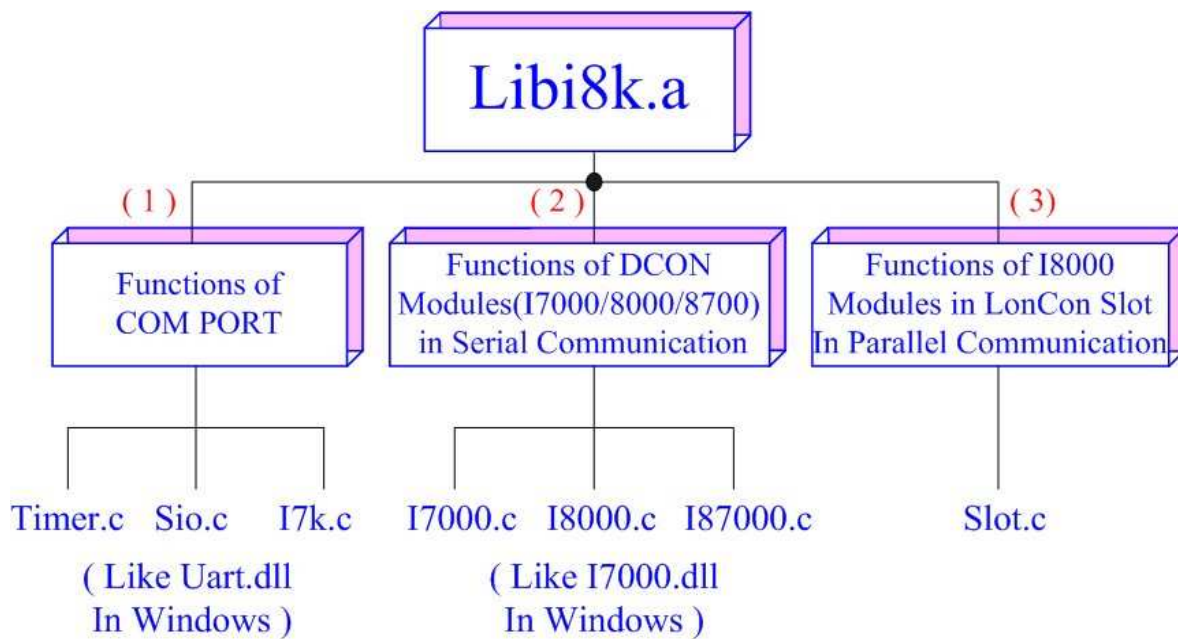 Libi8k.a
( 1 )
Functions of
COM PORT
Timer.c
Sio.c
I7k.c
( Like Uart.dll
In Windows )
( 2 )
Functions of DCON
Modules(I7000/8000/8700)
in Serial Communication
I7000.c
I8000.c
I87000.c
( Like I7000.dll
In Windows )
( 3)
Functions of I8000
Modules in LonCon Slot
In Parallel Communication
Slot.c